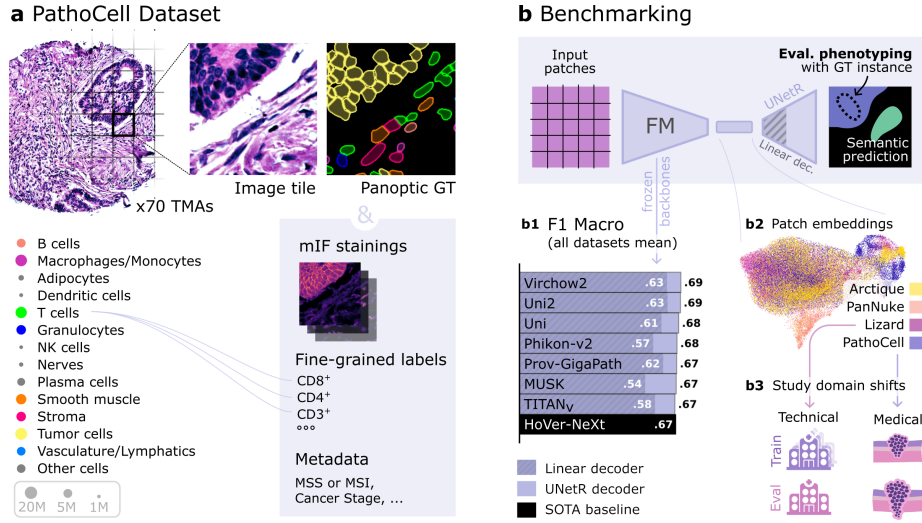 a PathoCell Dataset
Image tile
Panoptic GT
x70 TMAs
&
B cells
Macrophages/Monocytes
Adipocytes
Dendritic cells
T cells
Granulocytes
NK cells
Nerves
Plasma cells
Smooth muscle
Stroma
Tumor cells
Vasculature/Lymphatics
Other cells
20M 5M 1M
mIF stainings
Fine-grained labels
CD8⁺
CD4⁺
CD3⁺
°°°
Metadata
MSS or MSI,
Cancer Stage, ...
b Benchmarking
Input
patches
FM
UNetR
Linear dec.
Eval. phenotyping
with GT instance
Semantic
prediction
frozen
backbones
b1 F1 Macro
(all datasets mean)
Virchow2 .63 .69
Uni2 .63 .69
Uni .61 .68
Phikon-v2 .57 .68
Prov-GigaPath .62 .67
MUSK .54 .67
TITANᵥ .58 .67
HoVer-NeXt .67
Linear decoder
UNetR decoder
SOTA baseline
b2 Patch embeddings
Arctique
PanNuke
Lizard
PathoCell
b3 Study domain shifts
Technical Medical
Train
Eval